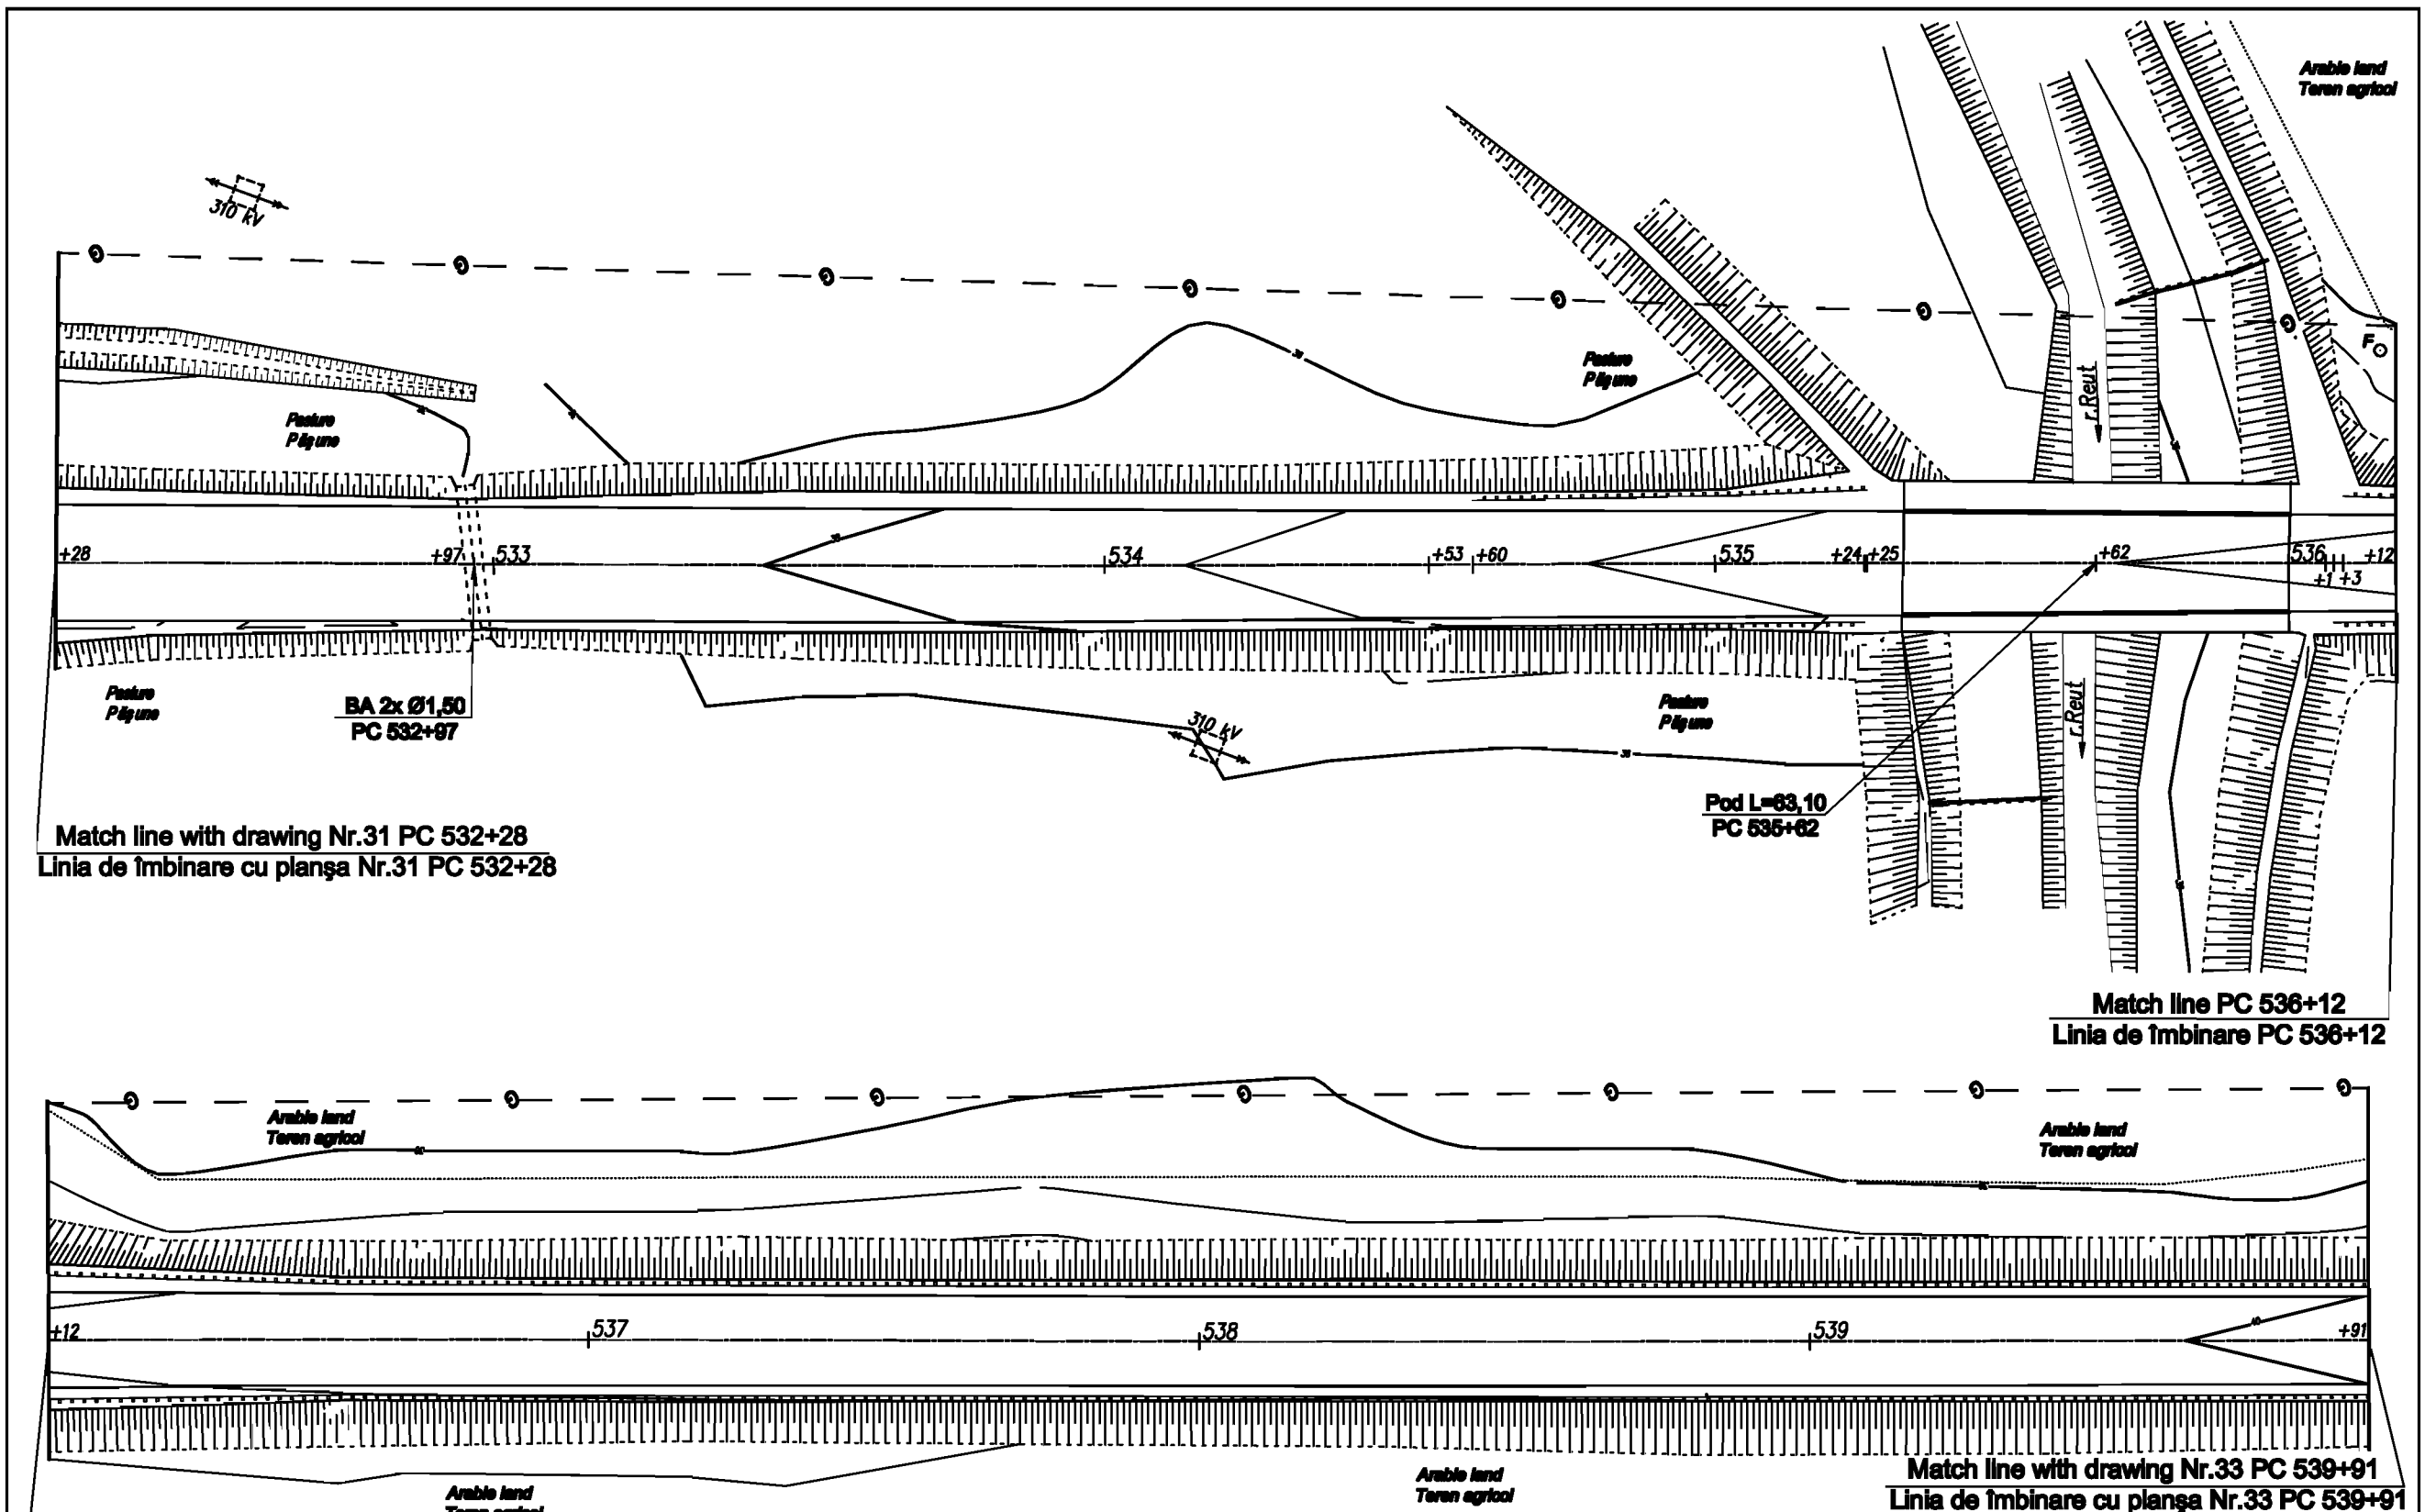 Arable land
Teren agricol
310 kV
G G G G G G G
F
Pasture
Pășune
r.Reut
Pasture
Pășune
+28 +97 533 534 +53 +60 535 +24 +25 +62 536 +1 +3 +12
Pasture
Pășune
BA 2x Ø1,50
PC 532+97
310 kV
Pasture
Pășune
r.Reut
Pod L=63,10
PC 535+62
Match line with drawing Nr.31 PC 532+28
Linia de îmbinare cu planşa Nr.31 PC 532+28
Match line PC 536+12
Linia de îmbinare PC 536+12
G G G G G G G
Arable land
Teren agricol
Arable land
Teren agricol
+12 537 538 539 +91
Arable land
Teren agricol
Arable land
Teren agricol
Match line with drawing Nr.33 PC 539+91
Linia de îmbinare cu planşa Nr.33 PC 539+91